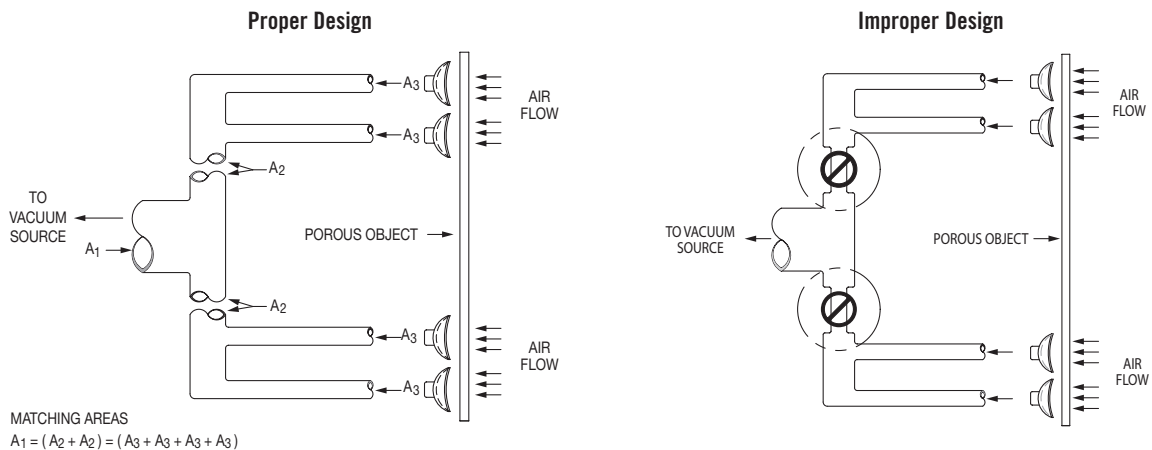 Proper Design
A3
A3
AIR
FLOW
A2
TO
VACUUM
SOURCE
A1
POROUS OBJECT
A2
A3
A3
AIR
FLOW
MATCHING AREAS
A1 = ( A2 + A2 ) = ( A3 + A3 + A3 + A3 )
Improper Design
AIR
FLOW
TO VACUUM
SOURCE
POROUS OBJECT
AIR
FLOW